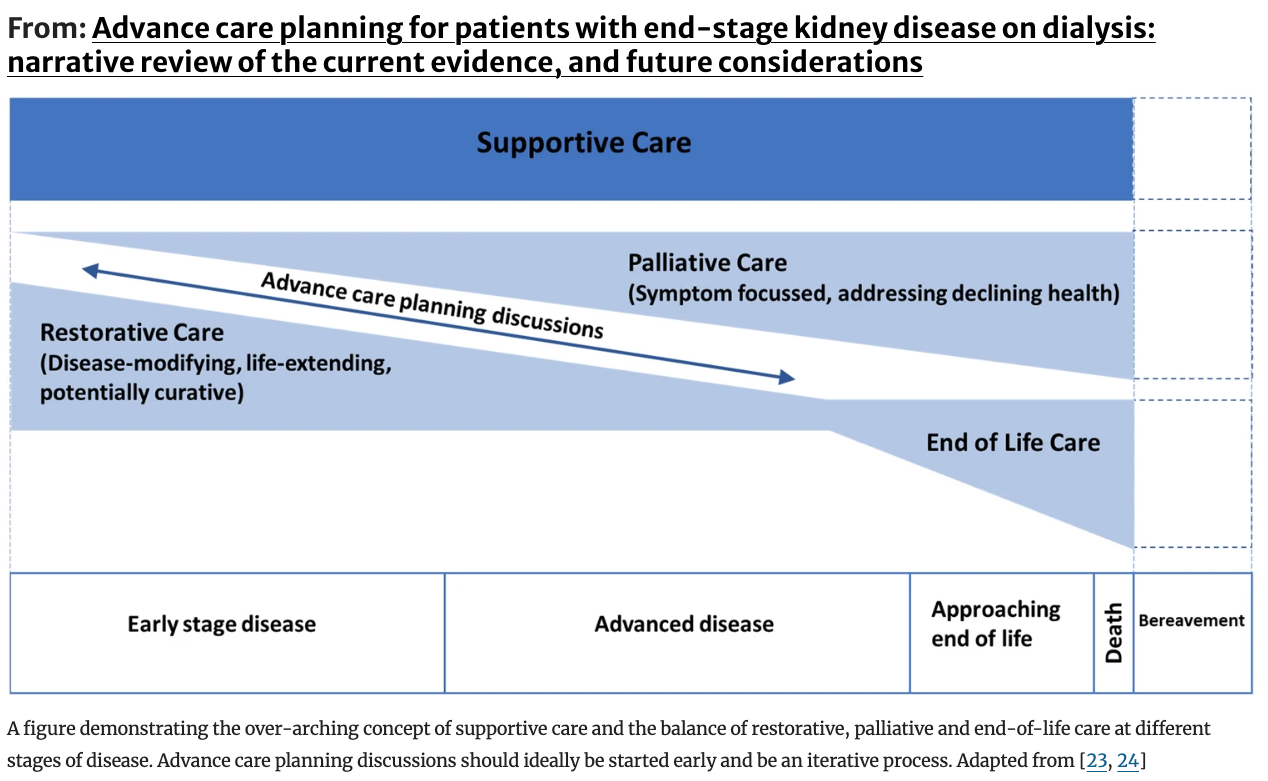 From: Advance care planning for patients with end-stage kidney disease on dialysis:
narrative review of the current evidence, and future considerations
Supportive Care
Palliative Care
(Symptom focussed, addressing declining health)
Advance care planning discussions
Restorative Care
(Disease-modifying, life-extending,
potentially curative)
End of Life Care
Early stage disease
Advanced disease
Approaching
end of life
Death
Bereavement
A figure demonstrating the over-arching concept of supportive care and the balance of restorative, palliative and end-of-life care at different
stages of disease. Advance care planning discussions should ideally be started early and be an iterative process. Adapted from [23, 24]